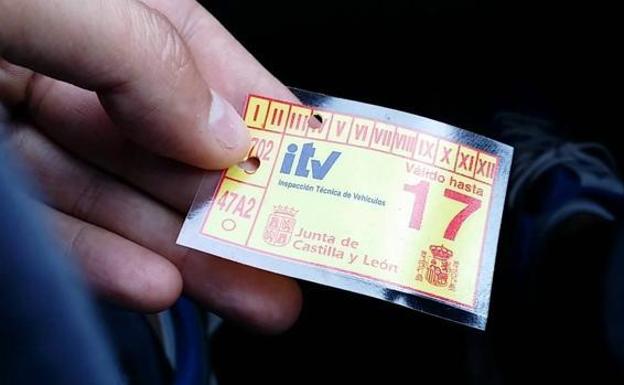 I II III IV V VI VII VIII IX X XI XII
702
itv
Inspección Técnica de Vehículos
Válido hasta
17
47A2
Junta de
Castilla y León